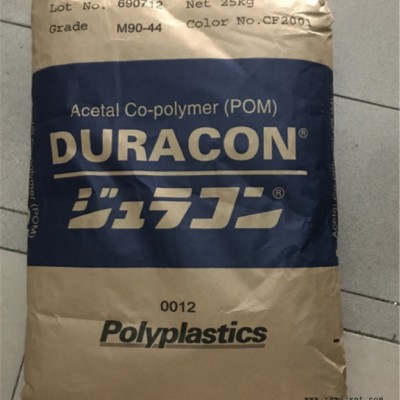 Lot No. 690712 Net 25kg
Grade M90-44 Color No. CF2001
Acetal Co-polymer (POM)
DURACON®
ジュラコン®
0012
Polyplastics